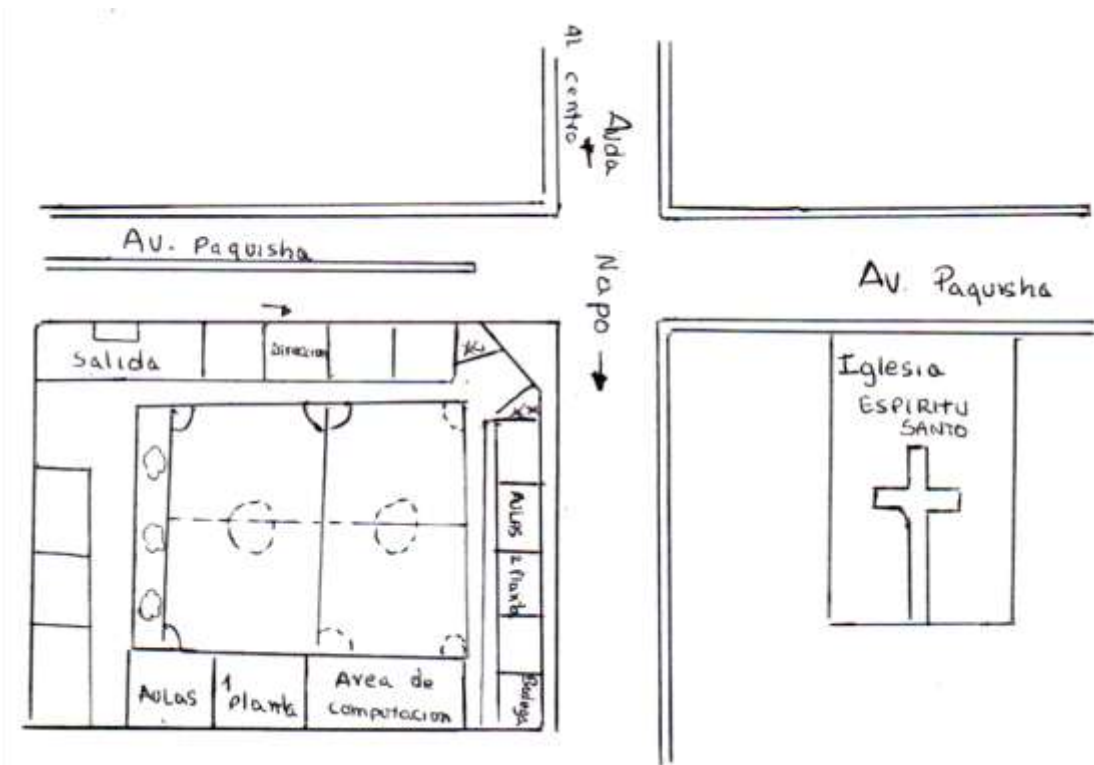 al centro
Avda
Napo
Av. Paquisha
Av. Paquisha
Salida
Direccion
Iglesia
ESPIRITU
SANTO
AULAS 2 Planta
Bodega
AULAS
1 Planta
Area de
computacion